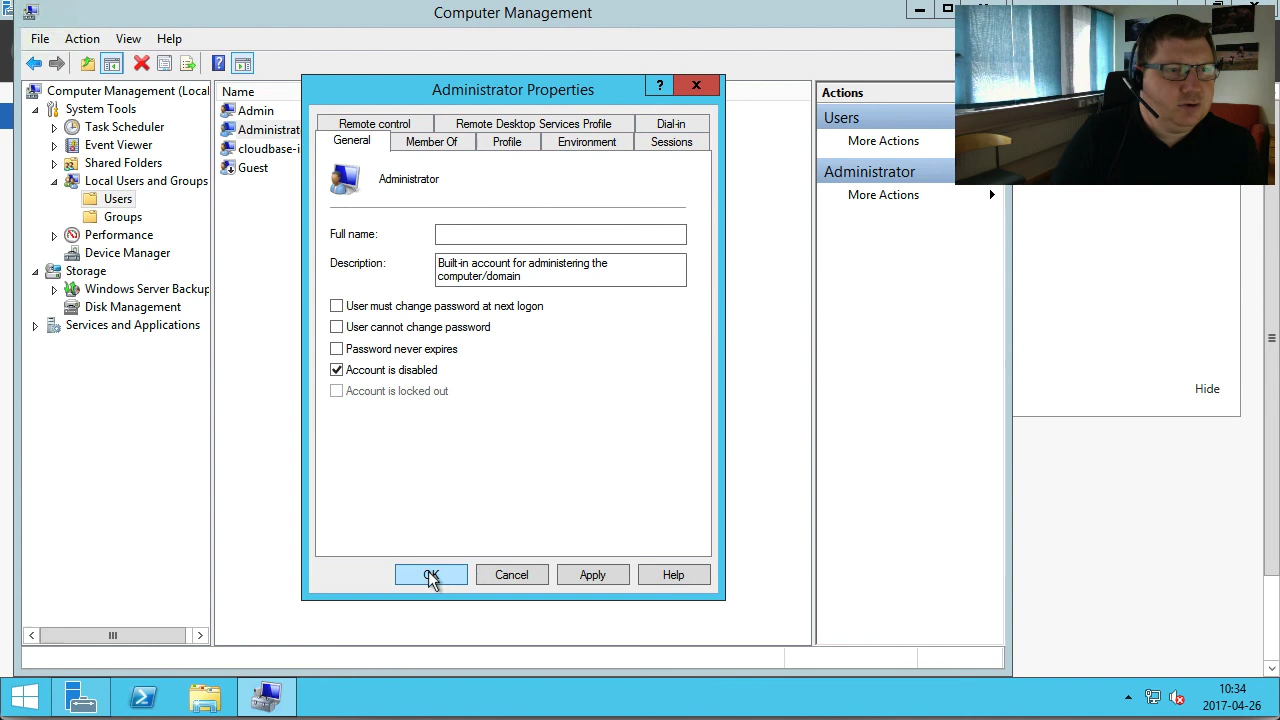 Computer Management
File Action View Help
Computer Management (Local
System Tools
Task Scheduler
Event Viewer
Shared Folders
Local Users and Groups
Users
Groups
Performance
Device Manager
Storage
Windows Server Backup
Disk Management
Services and Applications
Name
Admin
Administrat
cloudbase-i
Guest
Administrator Properties
? X
Remote control Remote Desktop Services Profile Dial-in
General Member Of Profile Environment Sessions
Administrator
Full name:
Description:
Built-in account for administering the
computer/domain
User must change password at next logon
User cannot change password
Password never expires
Account is disabled
Account is locked out
OK Cancel Apply Help
Actions
Users
More Actions
Administrator
More Actions
Hide
10:34
2017-04-26